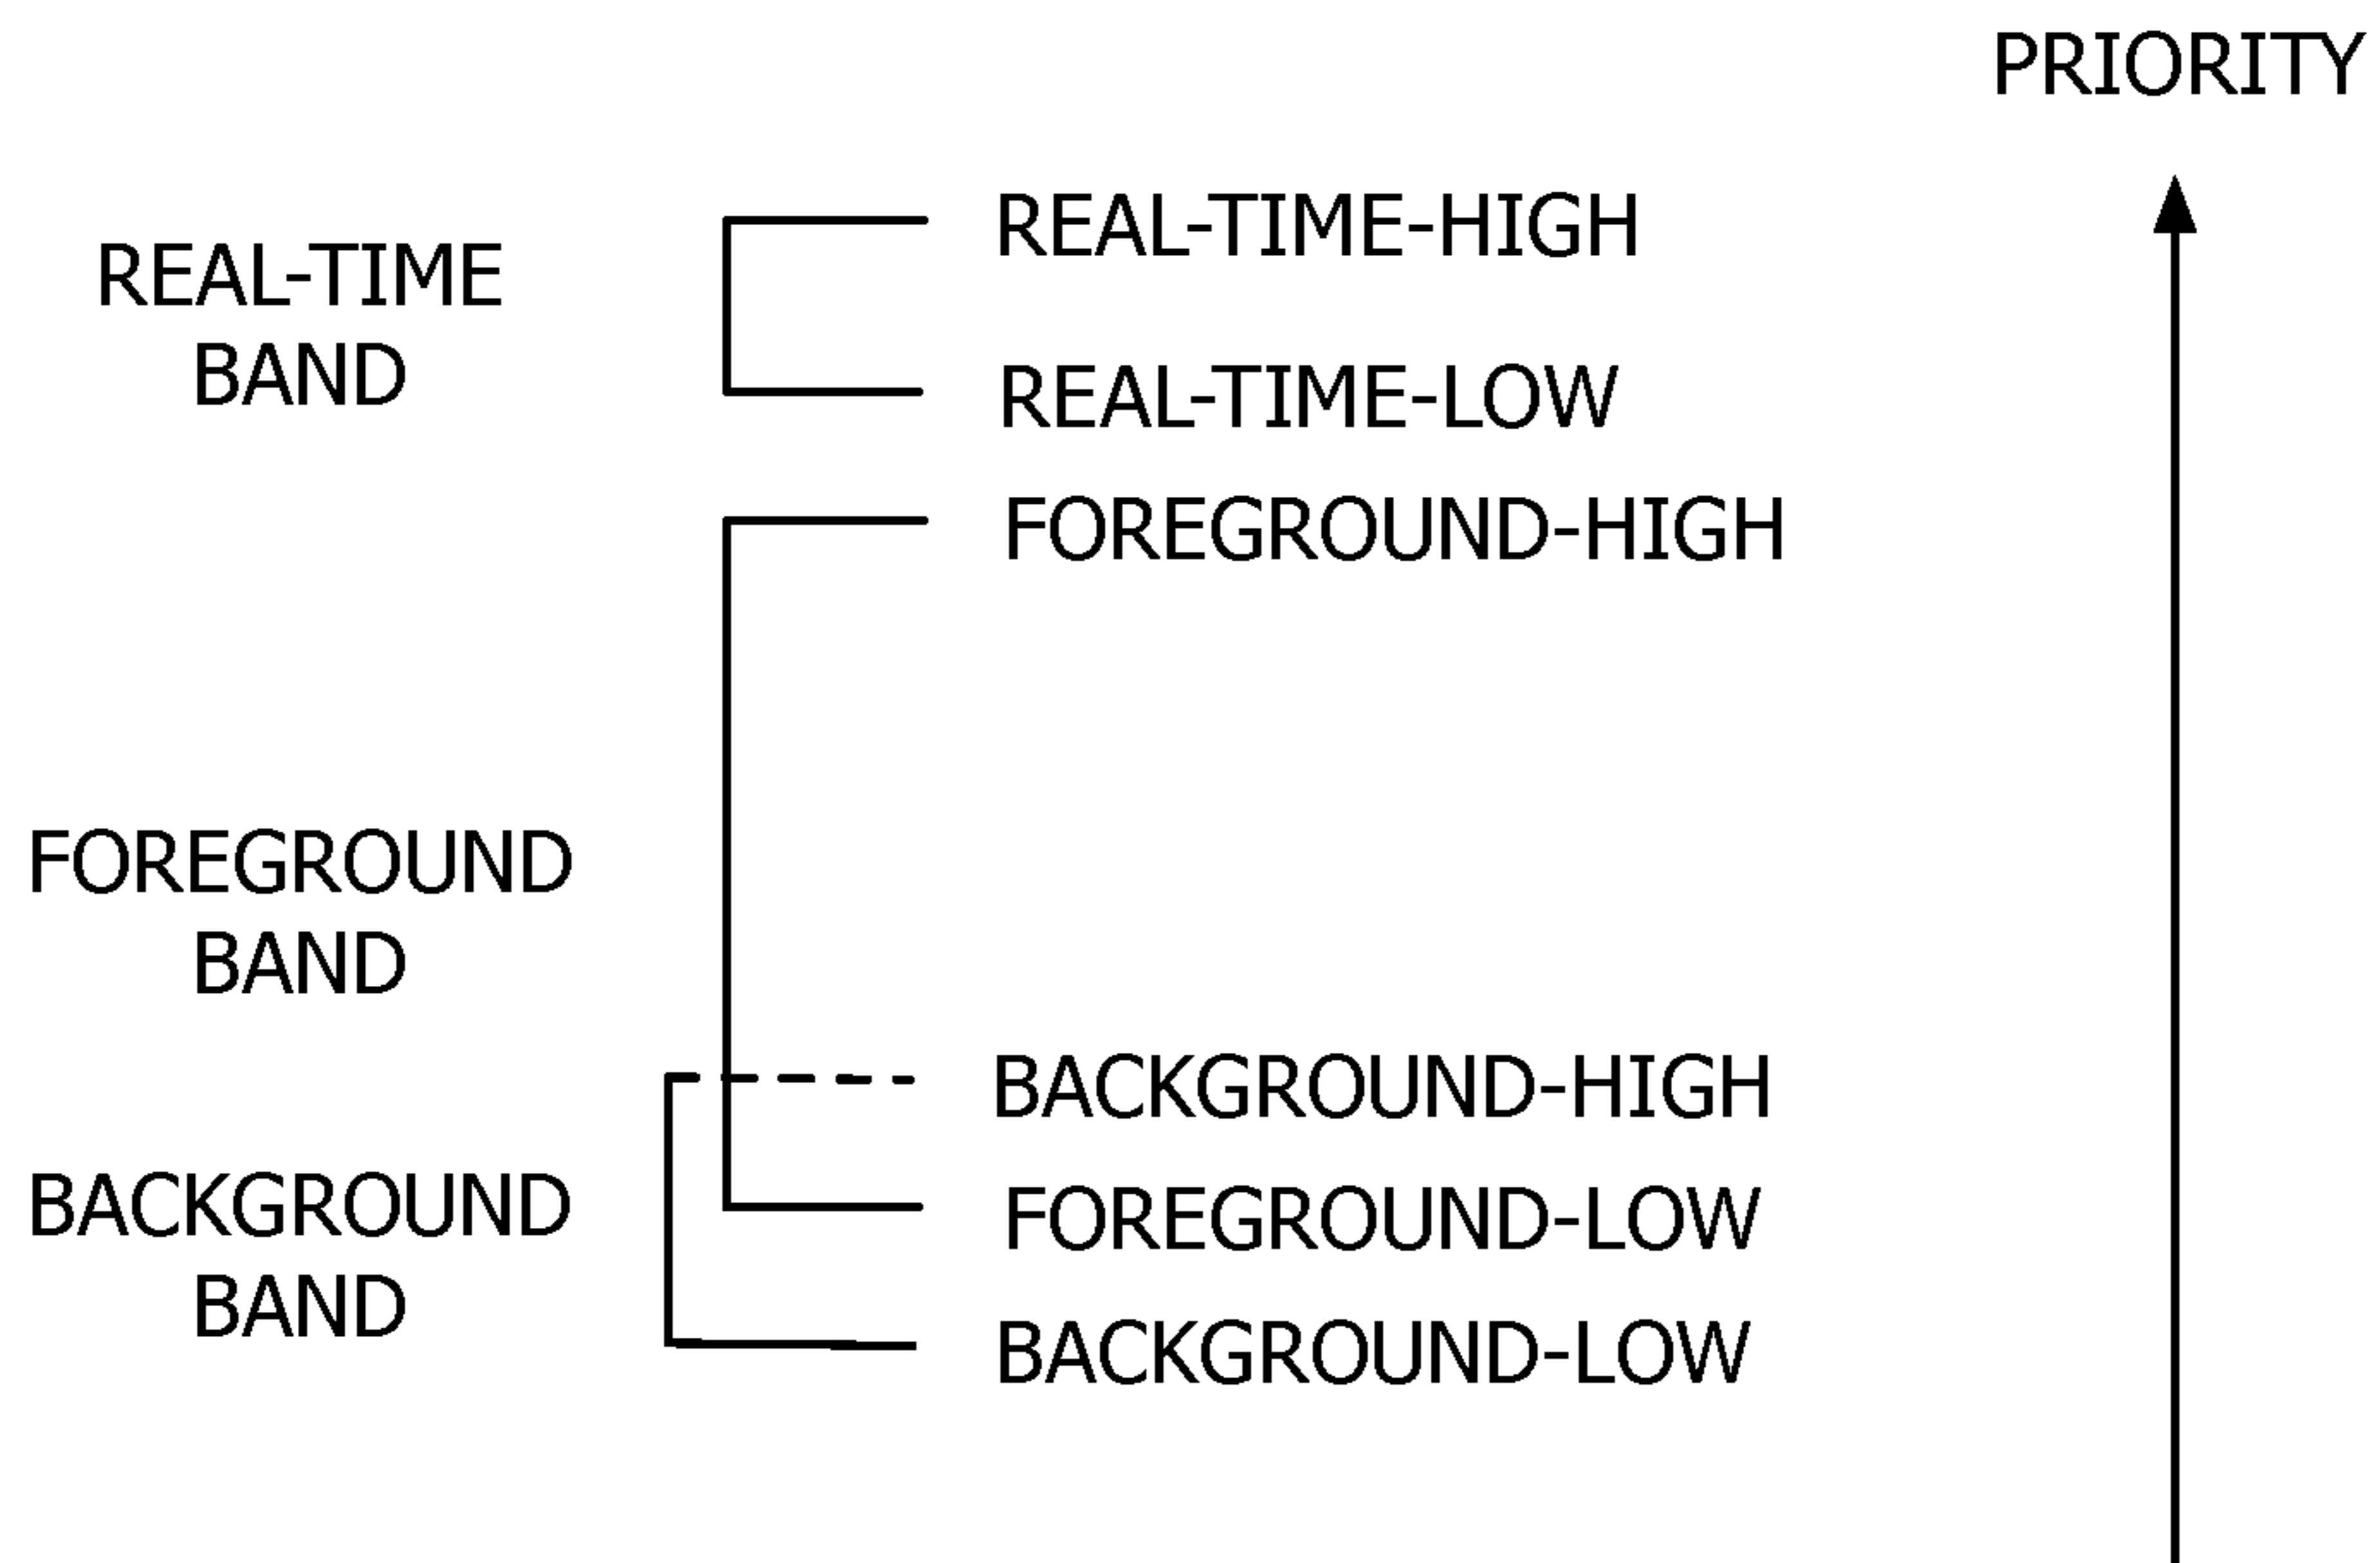 PRIORITY
REAL-TIME
BAND
REAL-TIME-HIGH
REAL-TIME-LOW
FOREGROUND-HIGH
FOREGROUND
BAND
BACKGROUND-HIGH
BACKGROUND
BAND
FOREGROUND-LOW
BACKGROUND-LOW